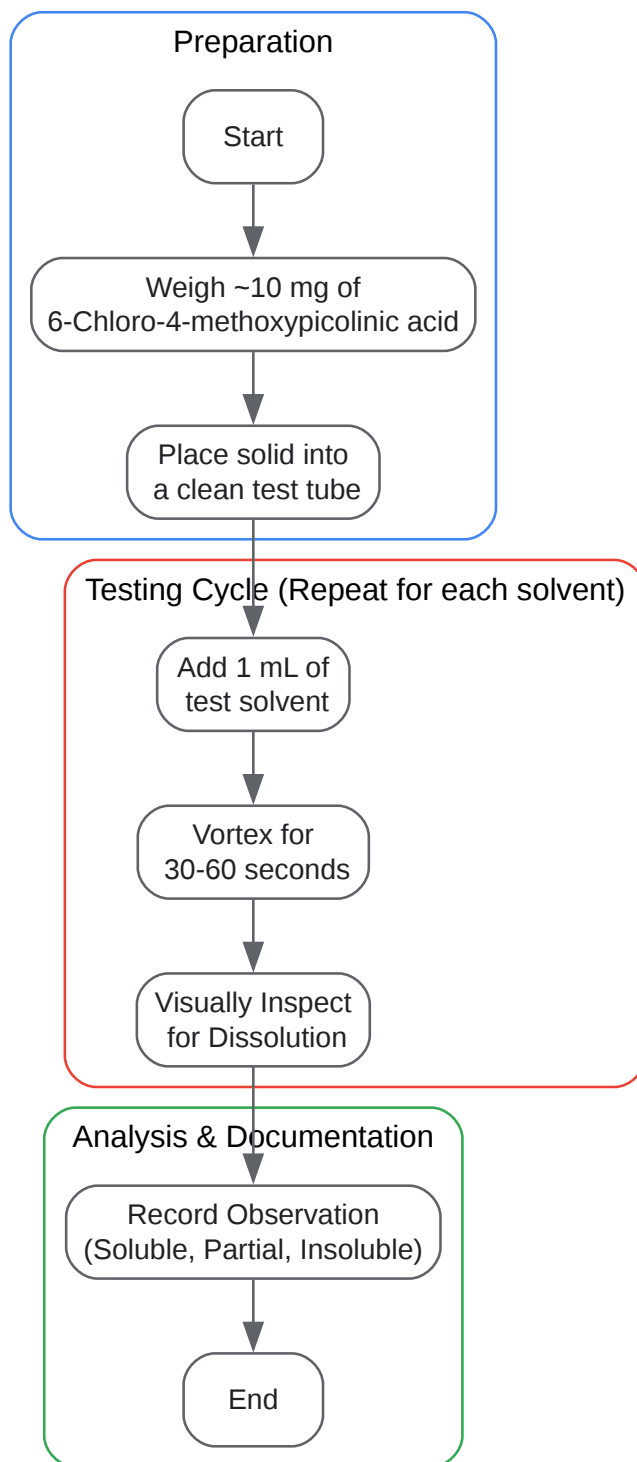 Preparation
Start
Weigh ~10 mg of
6-Chloro-4-methoxypicolinic acid
Place solid into
a clean test tube
Testing Cycle (Repeat for each solvent)
Add 1 mL of
test solvent
Vortex for
30-60 seconds
Visually Inspect
for Dissolution
Analysis & Documentation
Record Observation
(Soluble, Partial, Insoluble)
End